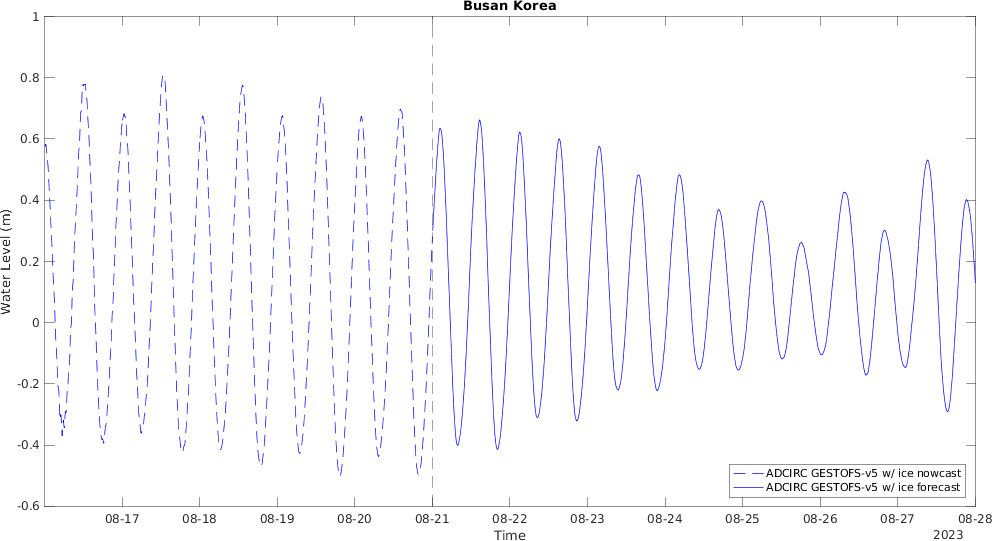 Busan Korea
1
0.8
0.6
0.4
0.2
0
-0.2
-0.4
-0.6
Water Level (m)
ADCIRC GESTOFS-v5 w/ ice nowcast
ADCIRC GESTOFS-v5 w/ ice forecast
08-17 08-18 08-19 08-20 08-21 08-22 08-23 08-24 08-25 08-26 08-27 08-28
Time
2023